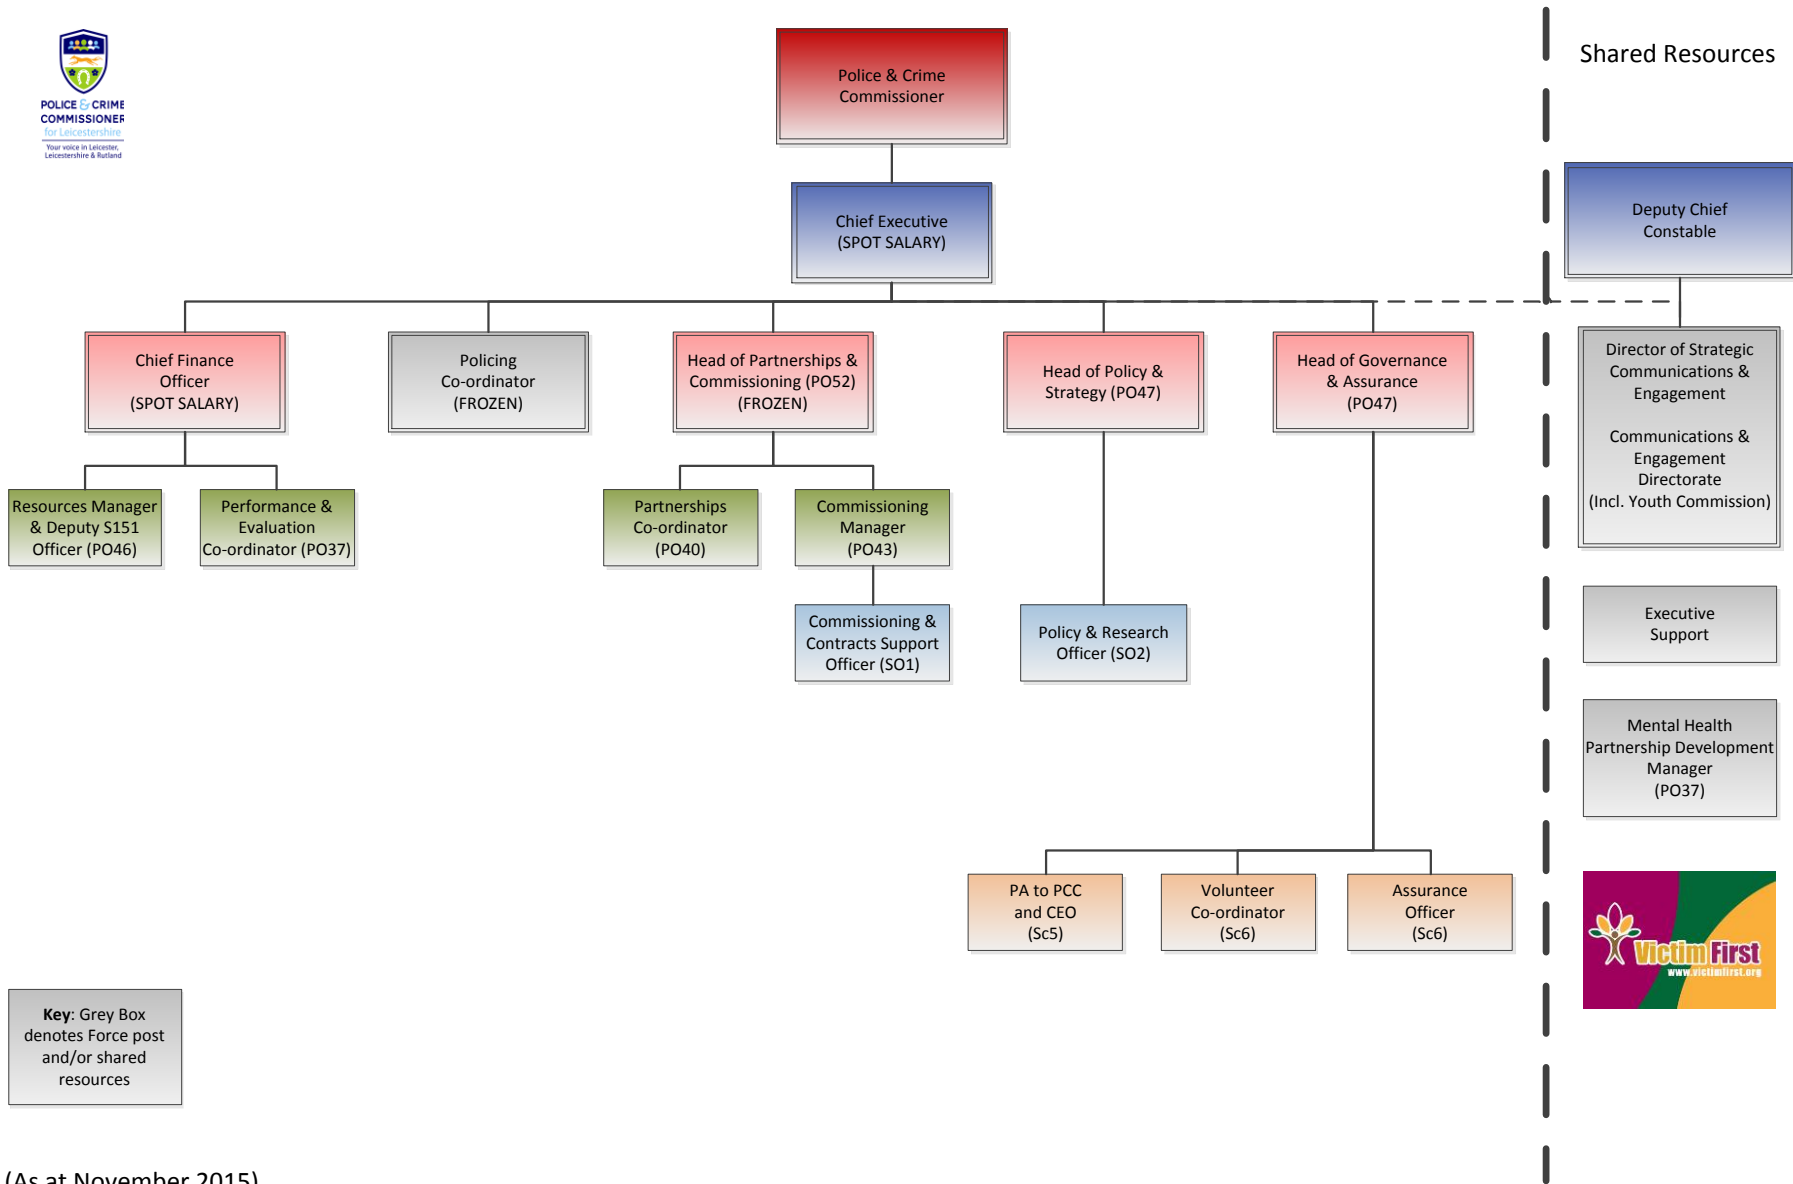 POLICE & CRIME
COMMISSIONER
for Leicestershire
Your voice in Leicester,
Leicestershire & Rutland
Police & Crime
Commissioner
Shared Resources
Chief Executive
(SPOT SALARY)
Deputy Chief
Constable
Chief Finance
Officer
(SPOT SALARY)
Policing
Co-ordinator
(FROZEN)
Head of Partnerships &
Commissioning (PO52)
(FROZEN)
Head of Policy &
Strategy (PO47)
Head of Governance
& Assurance
(PO47)
Director of Strategic
Communications &
Engagement
Communications &
Engagement
Directorate
(Incl. Youth Commission)
Resources Manager
& Deputy S151
Officer (PO46)
Performance &
Evaluation
Co-ordinator (PO37)
Partnerships
Co-ordinator
(PO40)
Commissioning
Manager
(PO43)
Commissioning &
Contracts Support
Officer (SO1)
Policy & Research
Officer (SO2)
Executive
Support
Mental Health
Partnership Development
Manager
(PO37)
PA to PCC
and CEO
(Sc5)
Volunteer
Co-ordinator
(Sc6)
Assurance
Officer
(Sc6)
Victim First
www.victimfirst.org
Key: Grey Box
denotes Force post
and/or shared
resources
(As at November 2015)